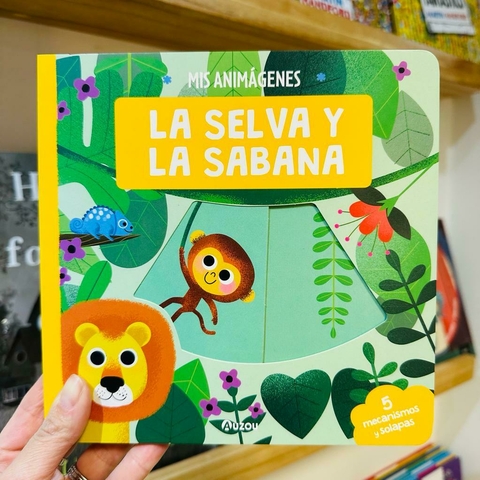 MIS ANIMÁGENES
LA SELVA Y
LA SABANA
5
mecanismos
y solapas
AUZOU